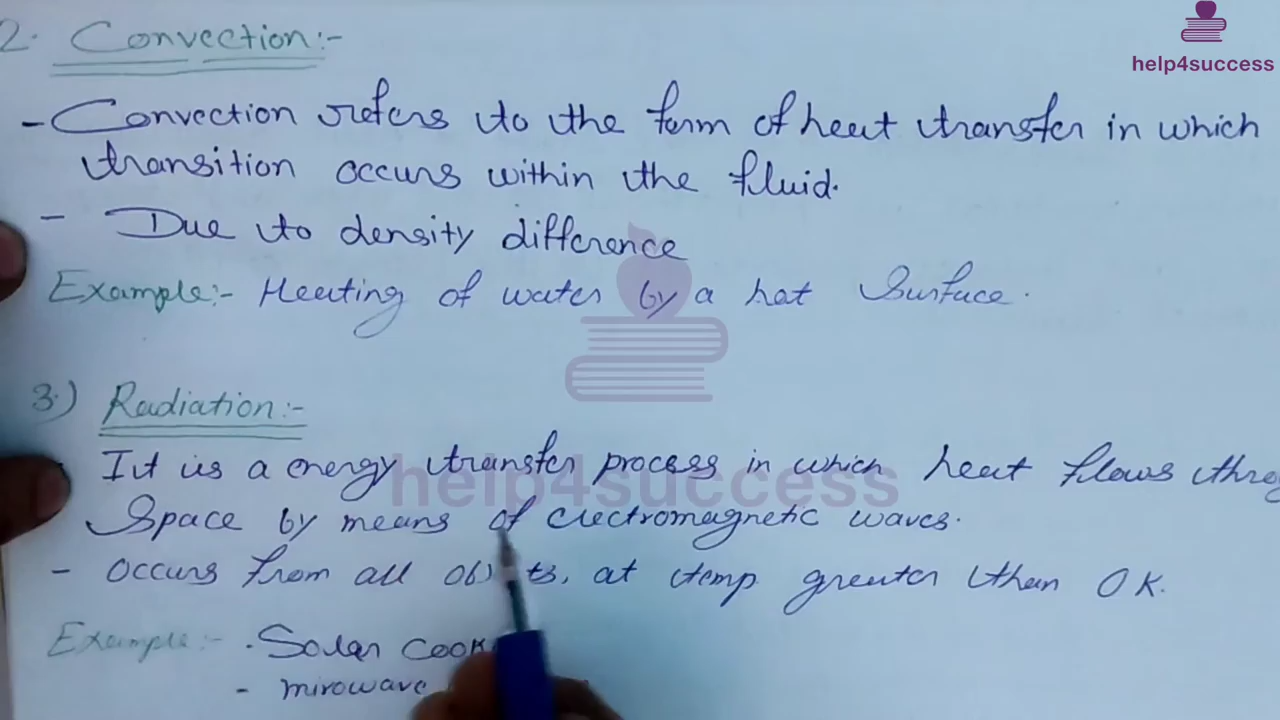 2. Convection:-
help4success
- Convection refers to the form of heat transfer in which
transition occurs within the fluid.
- Due to density difference
Example:- Heating of water by a hot Surface.
3.) Radiation:-
It is a energy transfer process in which heat flows
help4success
Space by means of electromagnetic waves.
- Occurs from all at temp greater than 0 K.
Example:- . Solar
- mirowave